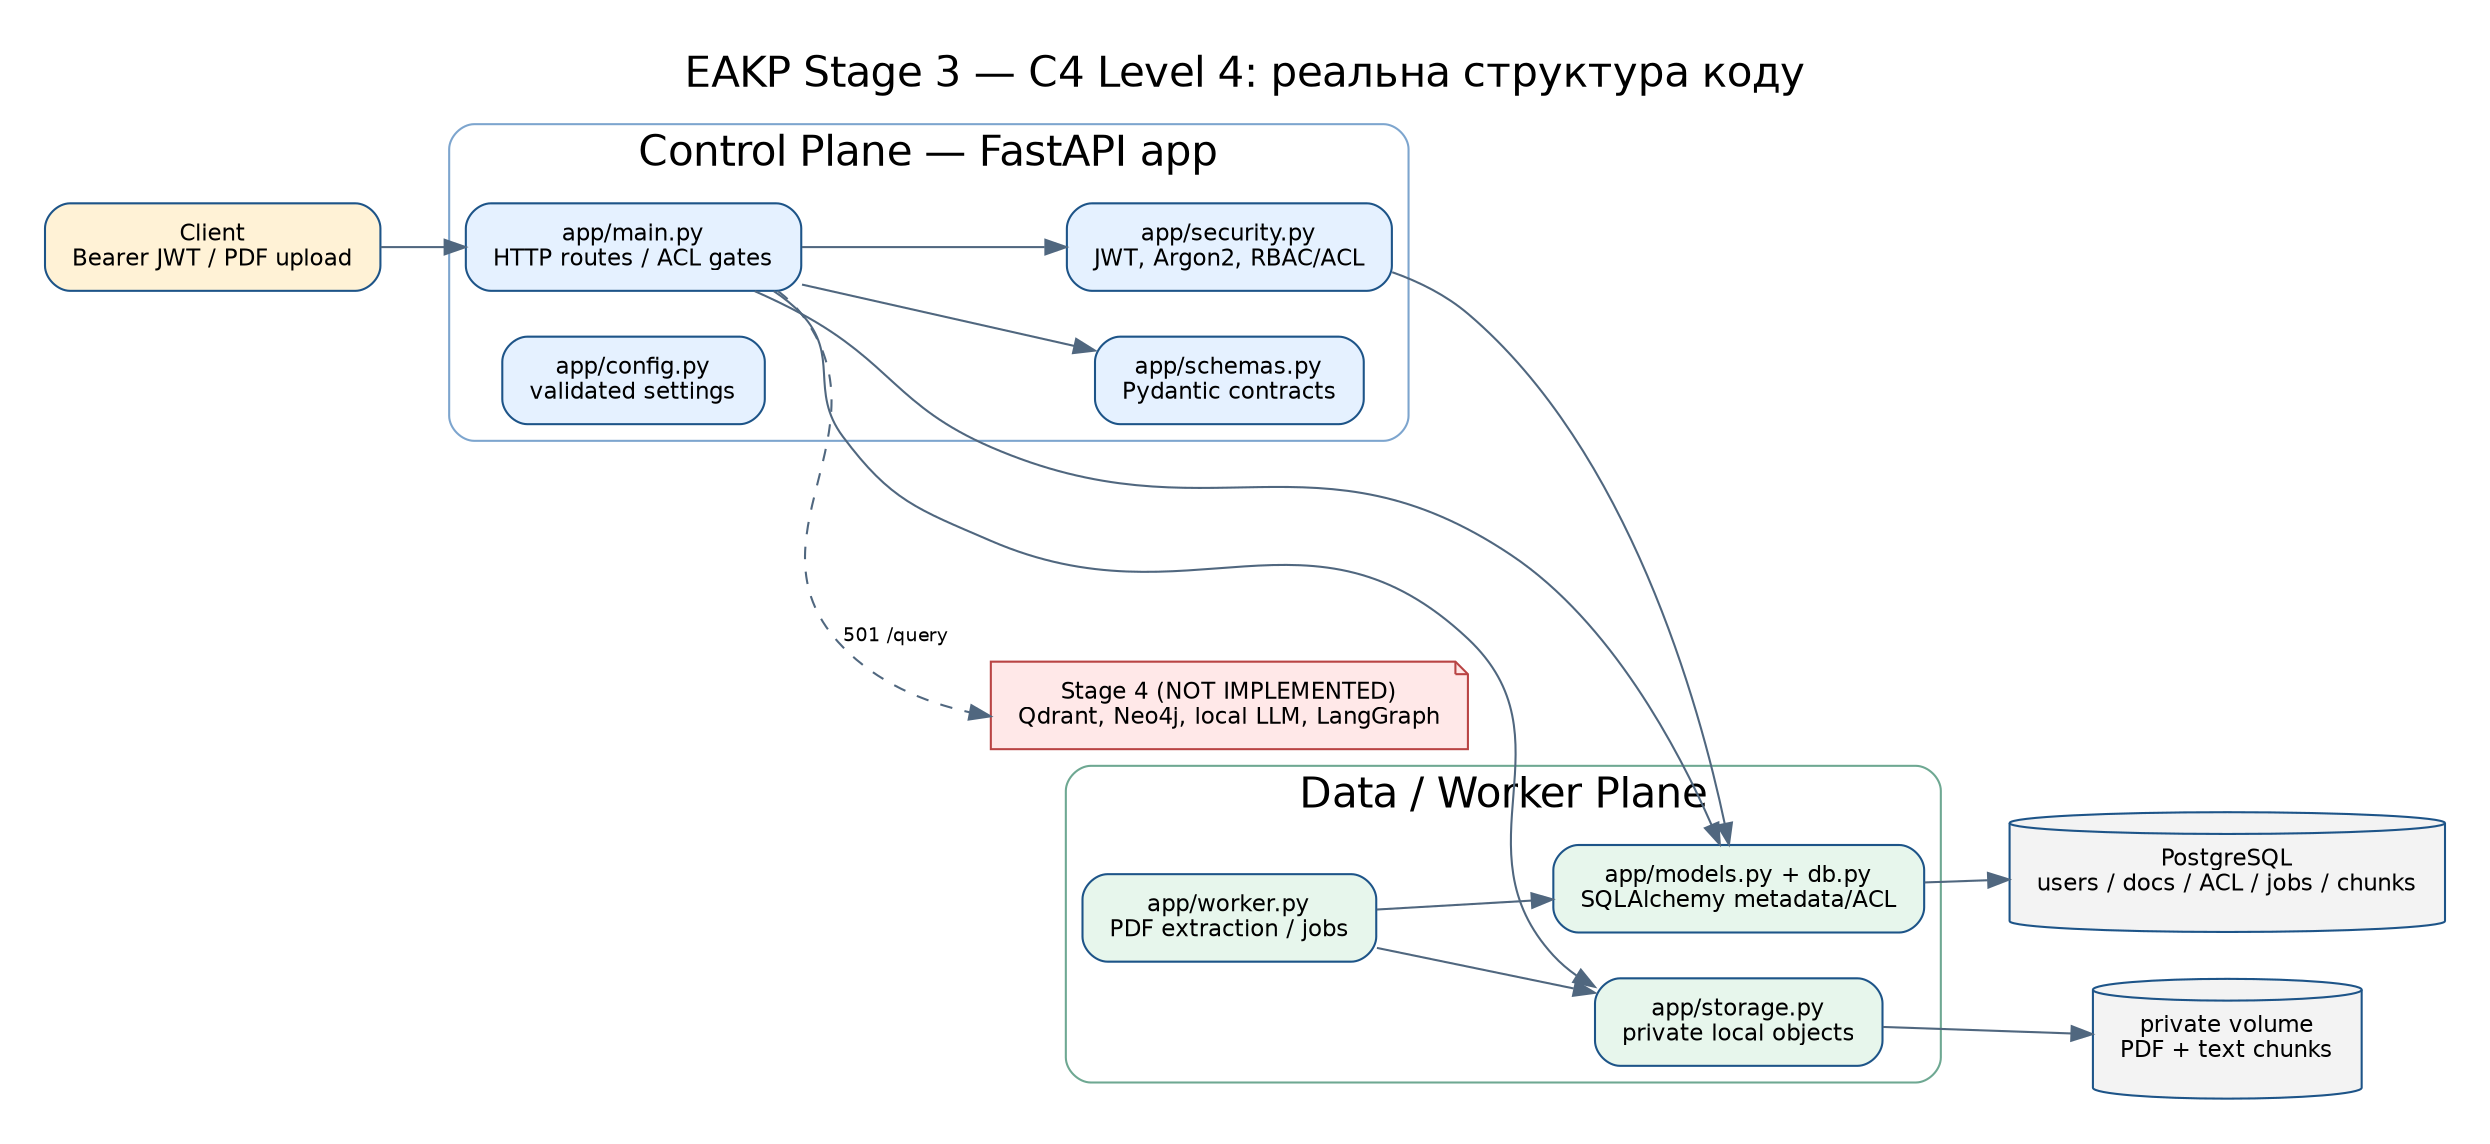 EAKP Stage 3 — C4 Level 4: реальна структура коду
Control Plane — FastAPI app
Client
Bearer JWT / PDF upload
app/main.py
HTTP routes / ACL gates
app/security.py
JWT, Argon2, RBAC/ACL
app/config.py
validated settings
app/schemas.py
Pydantic contracts
501 /query
Stage 4 (NOT IMPLEMENTED)
Qdrant, Neo4j, local LLM, LangGraph
Data / Worker Plane
app/worker.py
PDF extraction / jobs
app/models.py + db.py
SQLAlchemy metadata/ACL
PostgreSQL
users / docs / ACL / jobs / chunks
app/storage.py
private local objects
private volume
PDF + text chunks